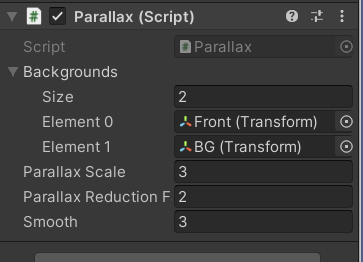 Parallax (Script)
Script Parallax
Backgrounds
Size 2
Element 0 Front (Transform)
Element 1 BG (Transform)
Parallax Scale 3
Parallax Reduction F 2
Smooth 3